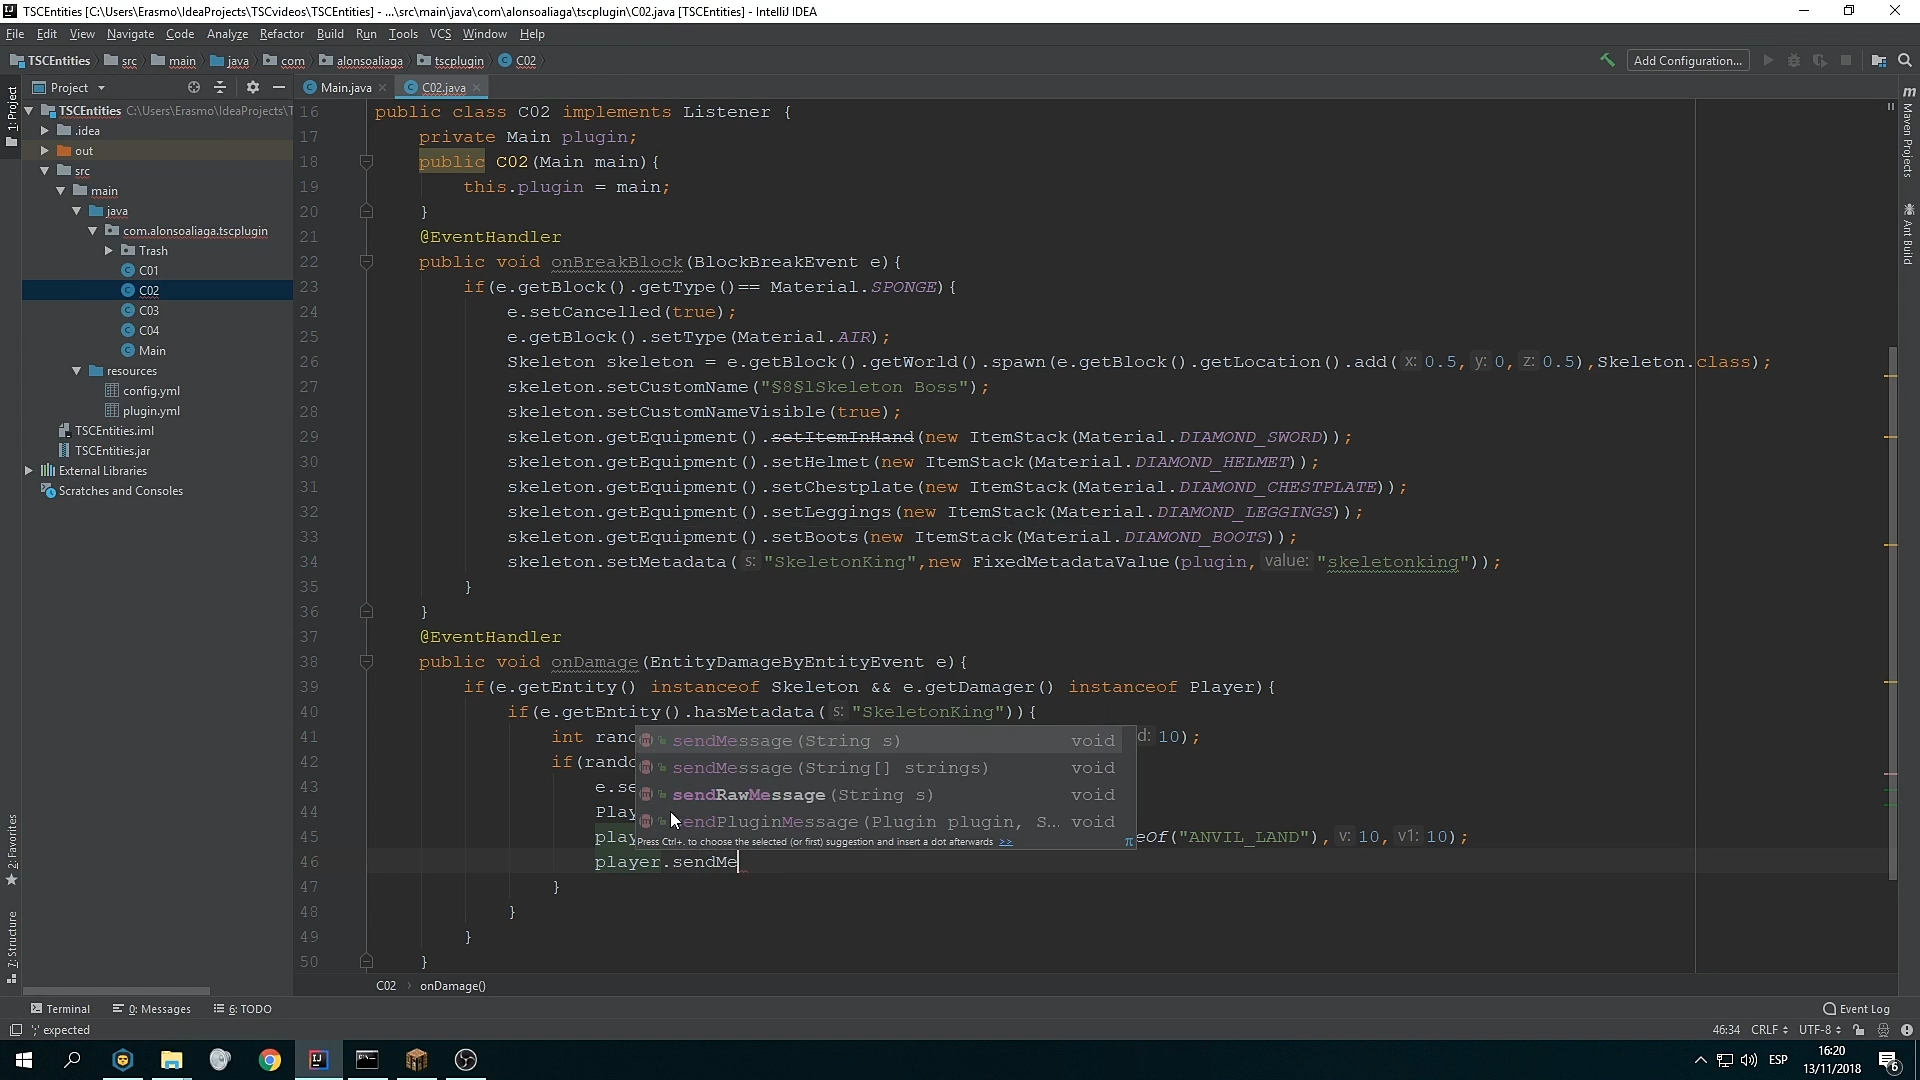 TSCEntities [C:\Users\Erasmo\IdeaProjects\TSCvideos\TSCEntities] - ...\src\main\java\com\alonsoaliaga\tscplugin\C02.java [TSCEntities] - IntelliJ IDEA
File Edit View Navigate Code Analyze Refactor Build Run Tools VCS Window Help
TSCEntities src main java com alonsoaliaga tscplugin C02 Add Configuration...
Project
Main.java C02.java
1: Project
TSCEntities C:\Users\Erasmo\IdeaProjects\T
.idea
out
src
main
java
com.alonsoaliaga.tscplugin
Trash
C01
C02
C03
C04
Main
resources
config.yml
plugin.yml
TSCEntities.iml
TSCEntities.jar
External Libraries
Scratches and Consoles
2: Favorites
7: Structure
16 public class C02 implements Listener {
17 private Main plugin;
18 public C02(Main main){
19 this.plugin = main;
20 }
21 @EventHandler
22 public void onBreakBlock(BlockBreakEvent e){
23 if(e.getBlock().getType()== Material.SPONGE){
24 e.setCancelled(true);
25 e.getBlock().setType(Material.AIR);
26 Skeleton skeleton = e.getBlock().getWorld().spawn(e.getBlock().getLocation().add( x: 0.5, y: 0, z: 0.5),Skeleton.class);
27 skeleton.setCustomName("§8§lSkeleton Boss");
28 skeleton.setCustomNameVisible(true);
29 skeleton.getEquipment().setItemInHand(new ItemStack(Material.DIAMOND_SWORD));
30 skeleton.getEquipment().setHelmet(new ItemStack(Material.DIAMOND_HELMET));
31 skeleton.getEquipment().setChestplate(new ItemStack(Material.DIAMOND_CHESTPLATE));
32 skeleton.getEquipment().setLeggings(new ItemStack(Material.DIAMOND_LEGGINGS));
33 skeleton.getEquipment().setBoots(new ItemStack(Material.DIAMOND_BOOTS));
34 skeleton.setMetadata( s: "SkeletonKing",new FixedMetadataValue(plugin, value: "skeletonking"));
35 }
36 }
37 @EventHandler
38 public void onDamage(EntityDamageByEntityEvent e){
39 if(e.getEntity() instanceof Skeleton && e.getDamager() instanceof Player){
40 if(e.getEntity().hasMetadata( s: "SkeletonKing")){
41 int rand d: 10);
42 if(rand
43 e.se
44 Play
45 play eOf("ANVIL_LAND"), v: 10, v1: 10);
46 player.sendMe
47 }
48 }
49 }
50 }
sendMessage(String s) void
sendMessage(String[] strings) void
sendRawMessage(String s) void
sendPluginMessage(Plugin plugin, S... void
Press Ctrl+. to choose the selected (or first) suggestion and insert a dot afterwards >> π
Maven Projects
Ant Build
C02 onDamage()
Terminal 0: Messages 6: TODO Event Log
';' expected 46:34 CRLF UTF-8
ESP 16:20
13/11/2018
6